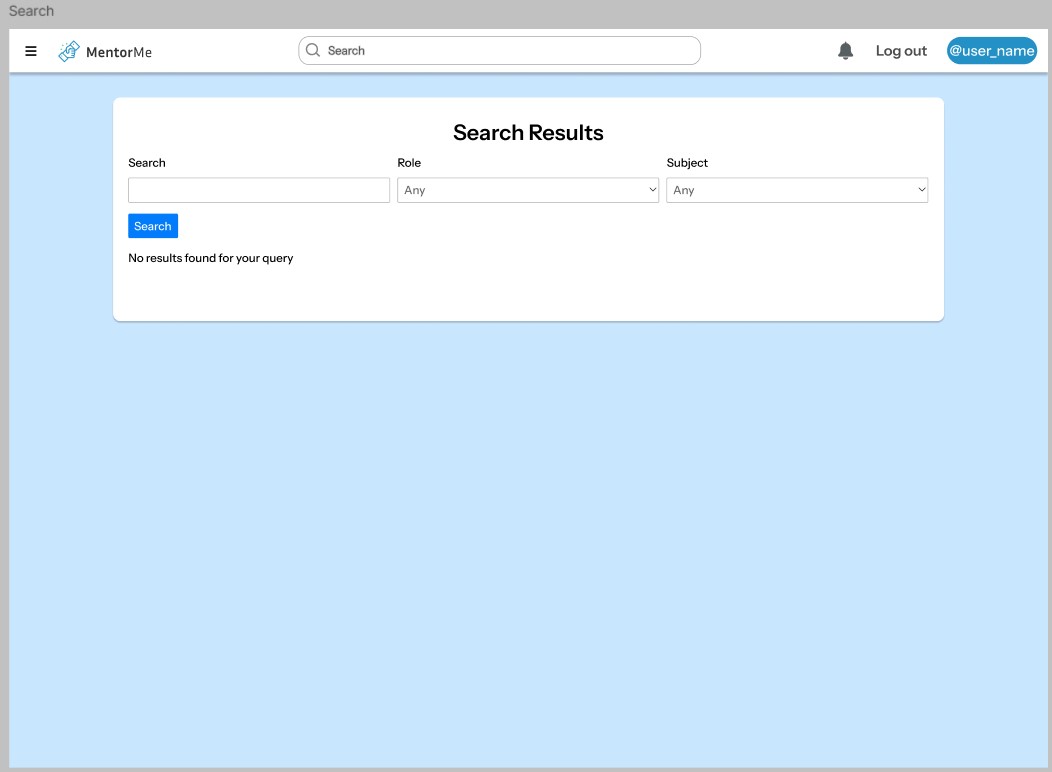 Search
MentorMe
Search
Log out
@user_name
Search Results
Search
Role
Subject
Any
Any
Search
No results found for your query